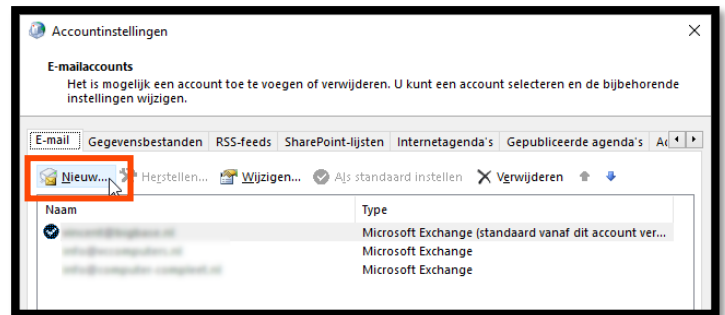 Accountinstellingen
E-mailaccounts
Het is mogelijk een account toe te voegen of verwijderen. U kunt een account selecteren en de bijbehorende
instellingen wijzigen.
E-mail Gegevensbestanden RSS-feeds SharePoint-lijsten Internetagenda's Gepubliceerde agenda's
Nieuw... Herstellen... Wijzigen... Als standaard instellen Verwijderen
Naam Type
Microsoft Exchange (standaard vanaf dit account ver...
Microsoft Exchange
Microsoft Exchange